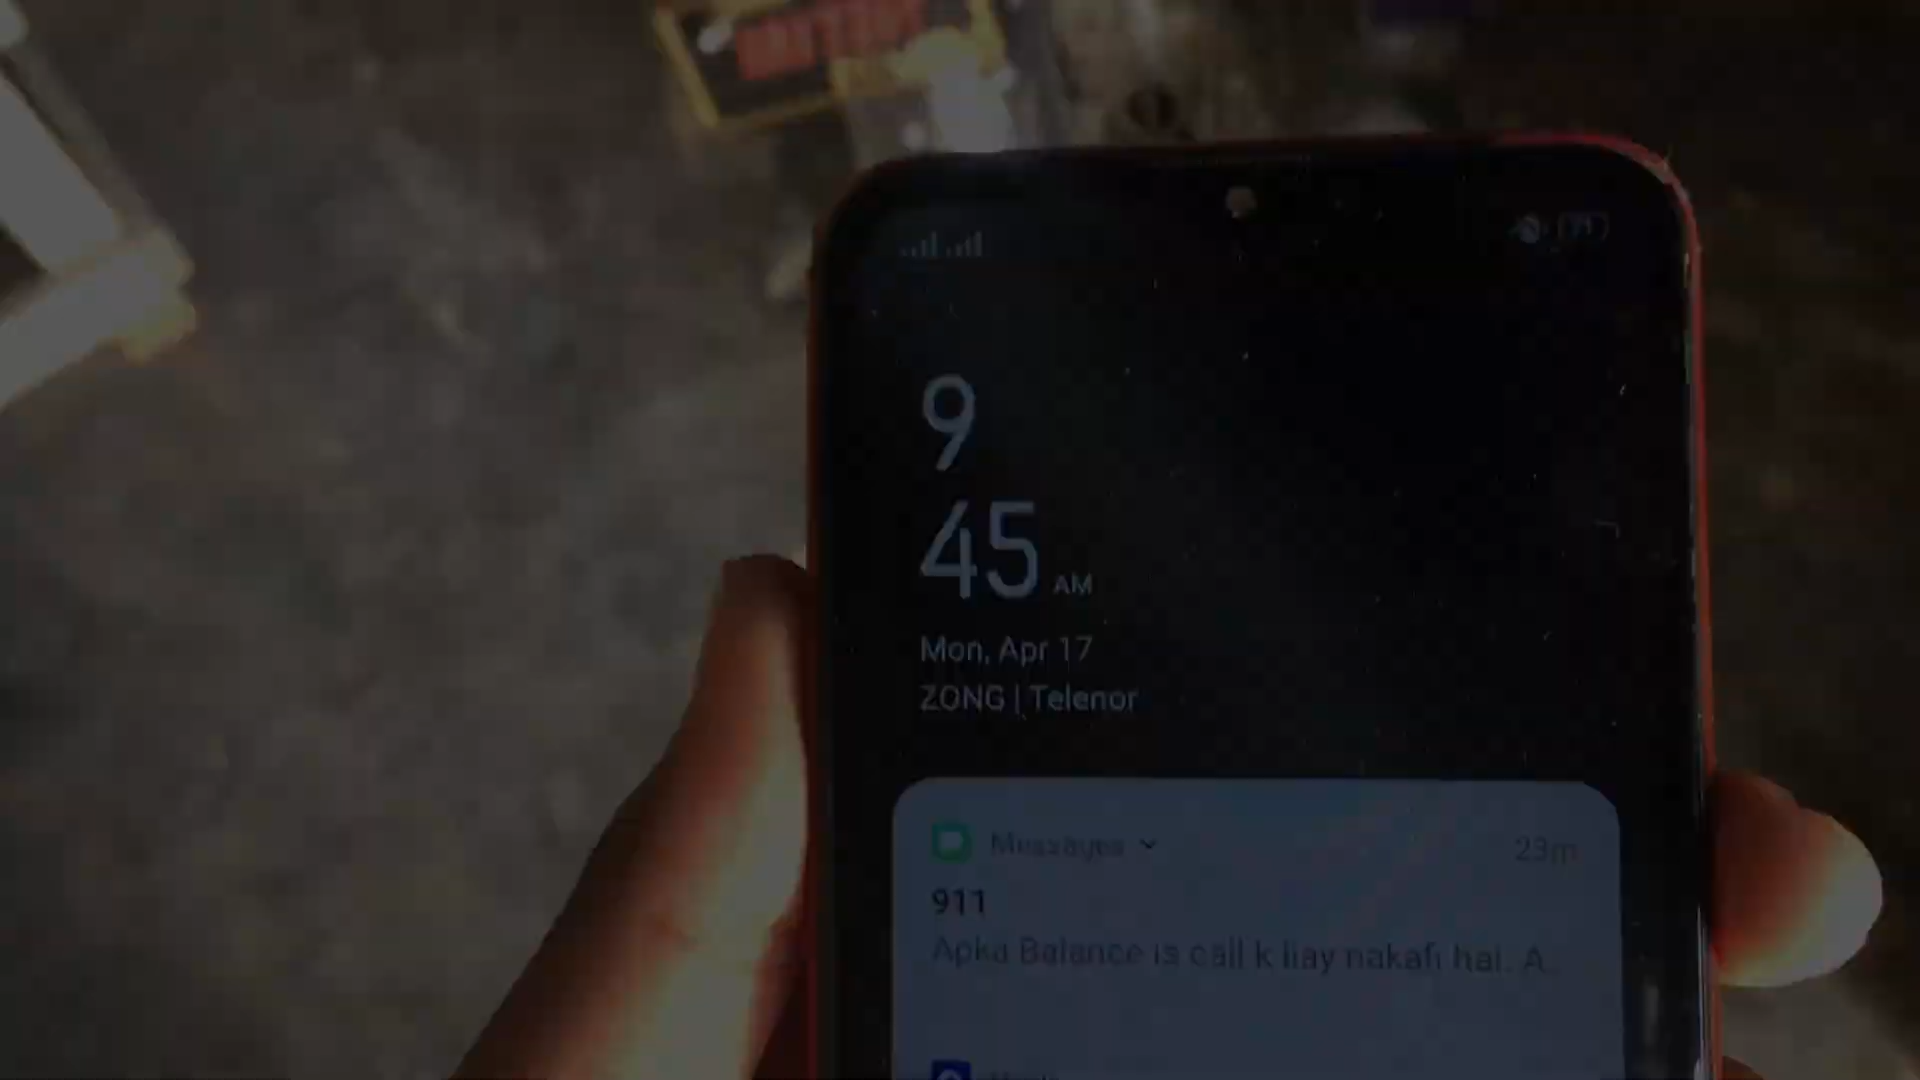 9
45 AM
Mon, Apr 17
ZONG | Telenor
Messages 23m
911
Apka Balance is call k liay nakafi hai. A..